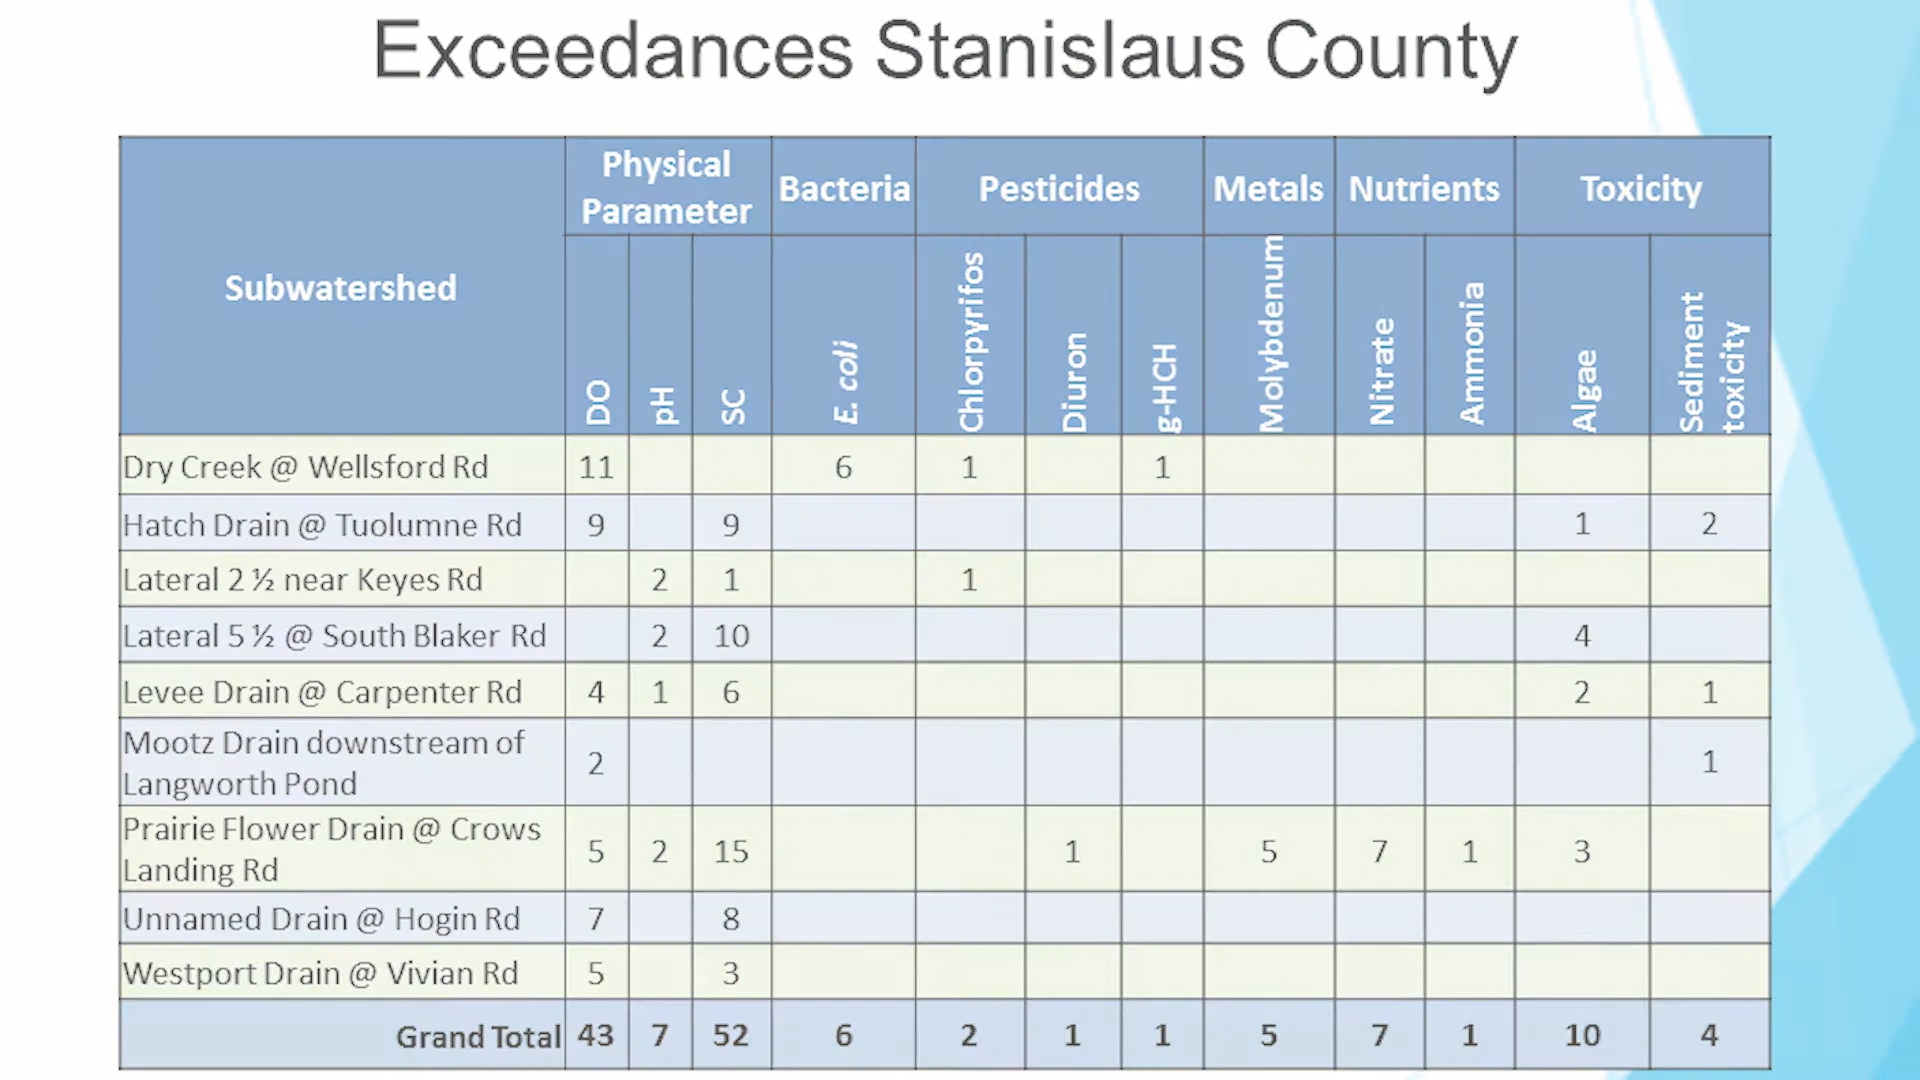 Exceedances Stanislaus County
Subwatershed
Physical
Parameter
Bacteria
Pesticides
Metals
Nutrients
Toxicity
DO
pH
SC
E. coli
Chlorpyrifos
Diuron
g-HCH
Molybdenum
Nitrate
Ammonia
Algae
Sediment
toxicity
Dry Creek @ Wellsford Rd 11 6 1 1
Hatch Drain @ Tuolumne Rd 9 9 1 2
Lateral 2 ½ near Keyes Rd 2 1 1
Lateral 5 ½ @ South Blaker Rd 2 10 4
Levee Drain @ Carpenter Rd 4 1 6 2 1
Mootz Drain downstream of
Langworth Pond 2 1
Prairie Flower Drain @ Crows
Landing Rd 5 2 15 1 5 7 1 3
Unnamed Drain @ Hogin Rd 7 8
Westport Drain @ Vivian Rd 5 3
Grand Total 43 7 52 6 2 1 1 5 7 1 10 4